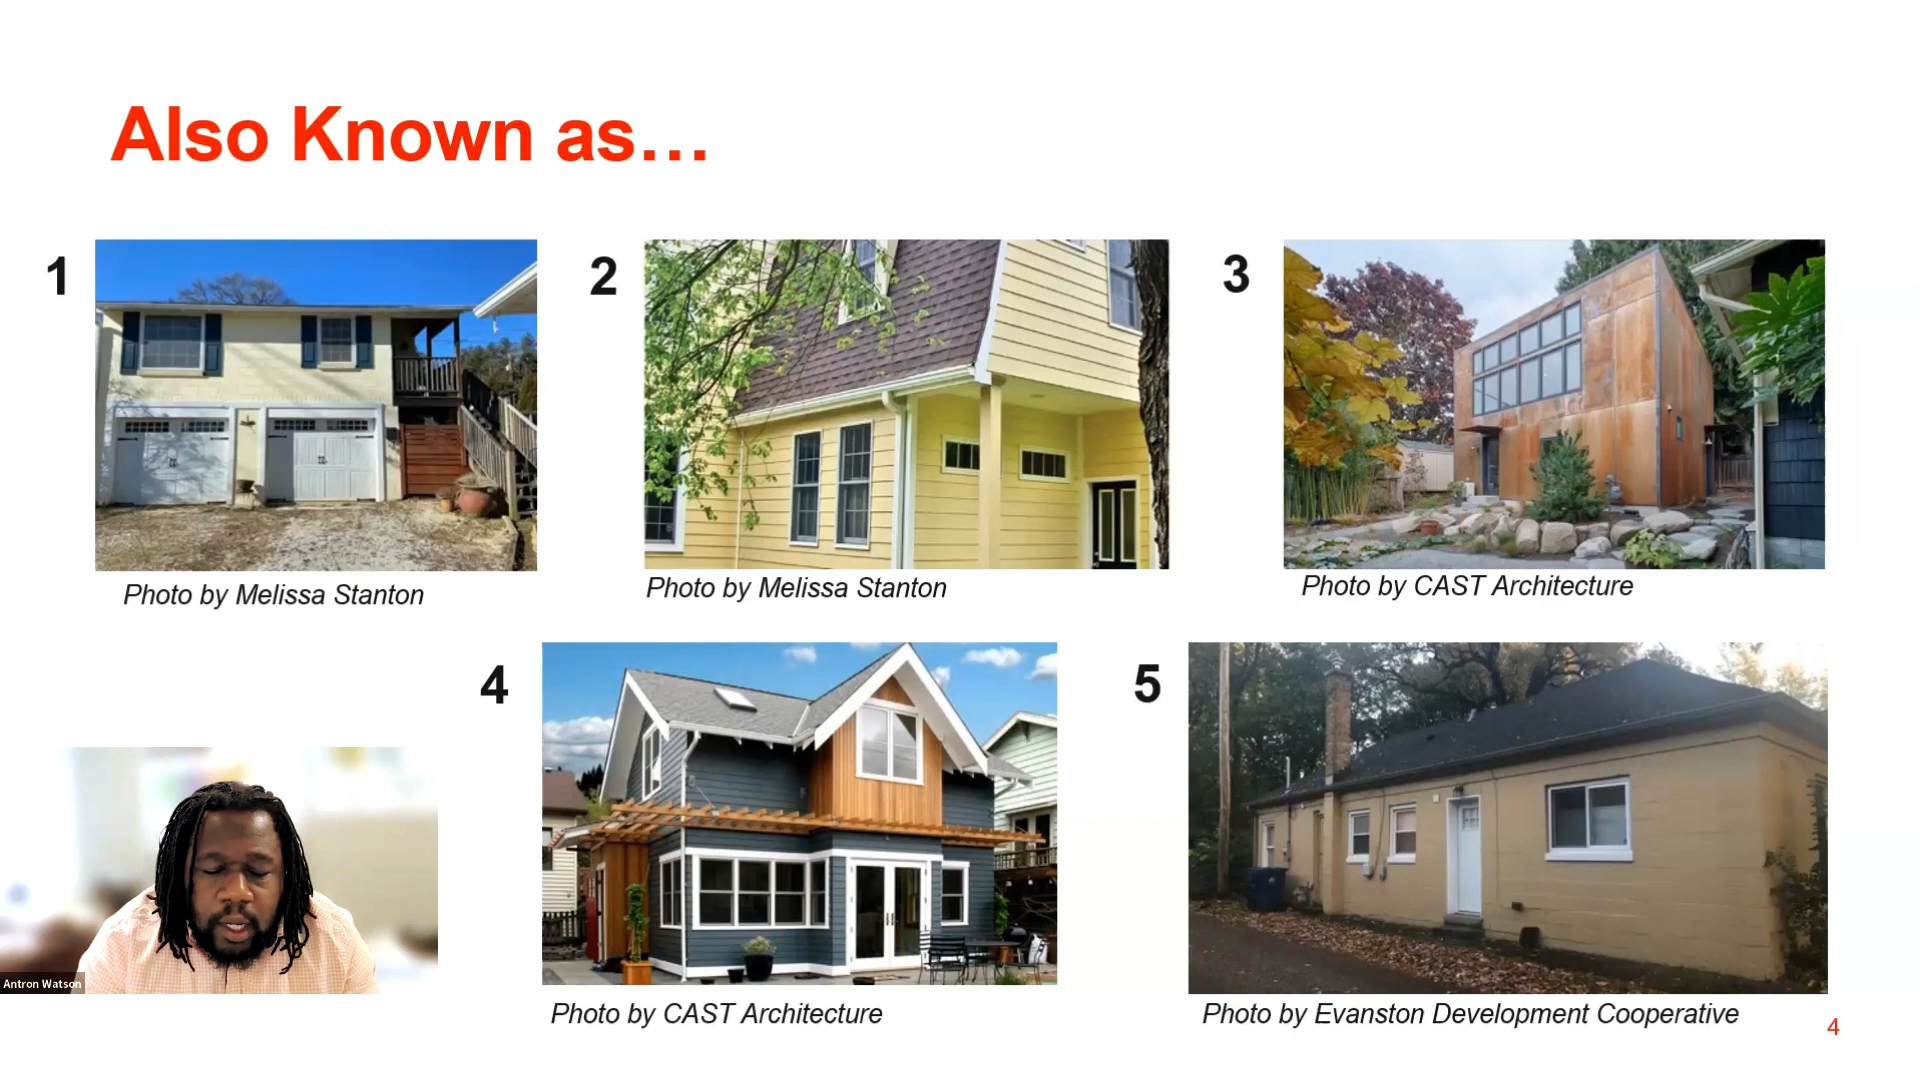 Also Known as…
1
2
3
Photo by Melissa Stanton
Photo by Melissa Stanton
Photo by CAST Architecture
4
5
Antron Watson
Photo by CAST Architecture
Photo by Evanston Development Cooperative
4